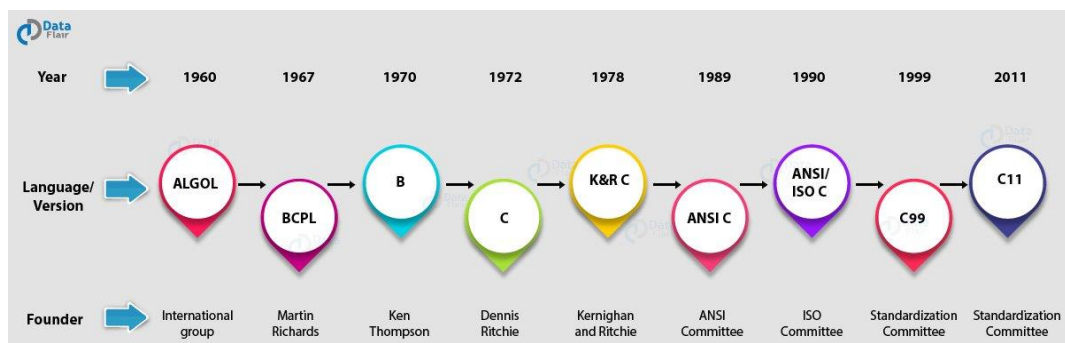 Data
Flair
Year 1960 1967 1970 1972 1978 1989 1990 1999 2011
Language/
Version
ALGOL
BCPL
B
C
K&R C
ANSI C
ANSI/
ISO C
C99
C11
Founder
International
group
Martin
Richards
Ken
Thompson
Dennis
Ritchie
Kernighan
and Ritchie
ANSI
Committee
ISO
Committee
Standardization
Committee
Standardization
Committee